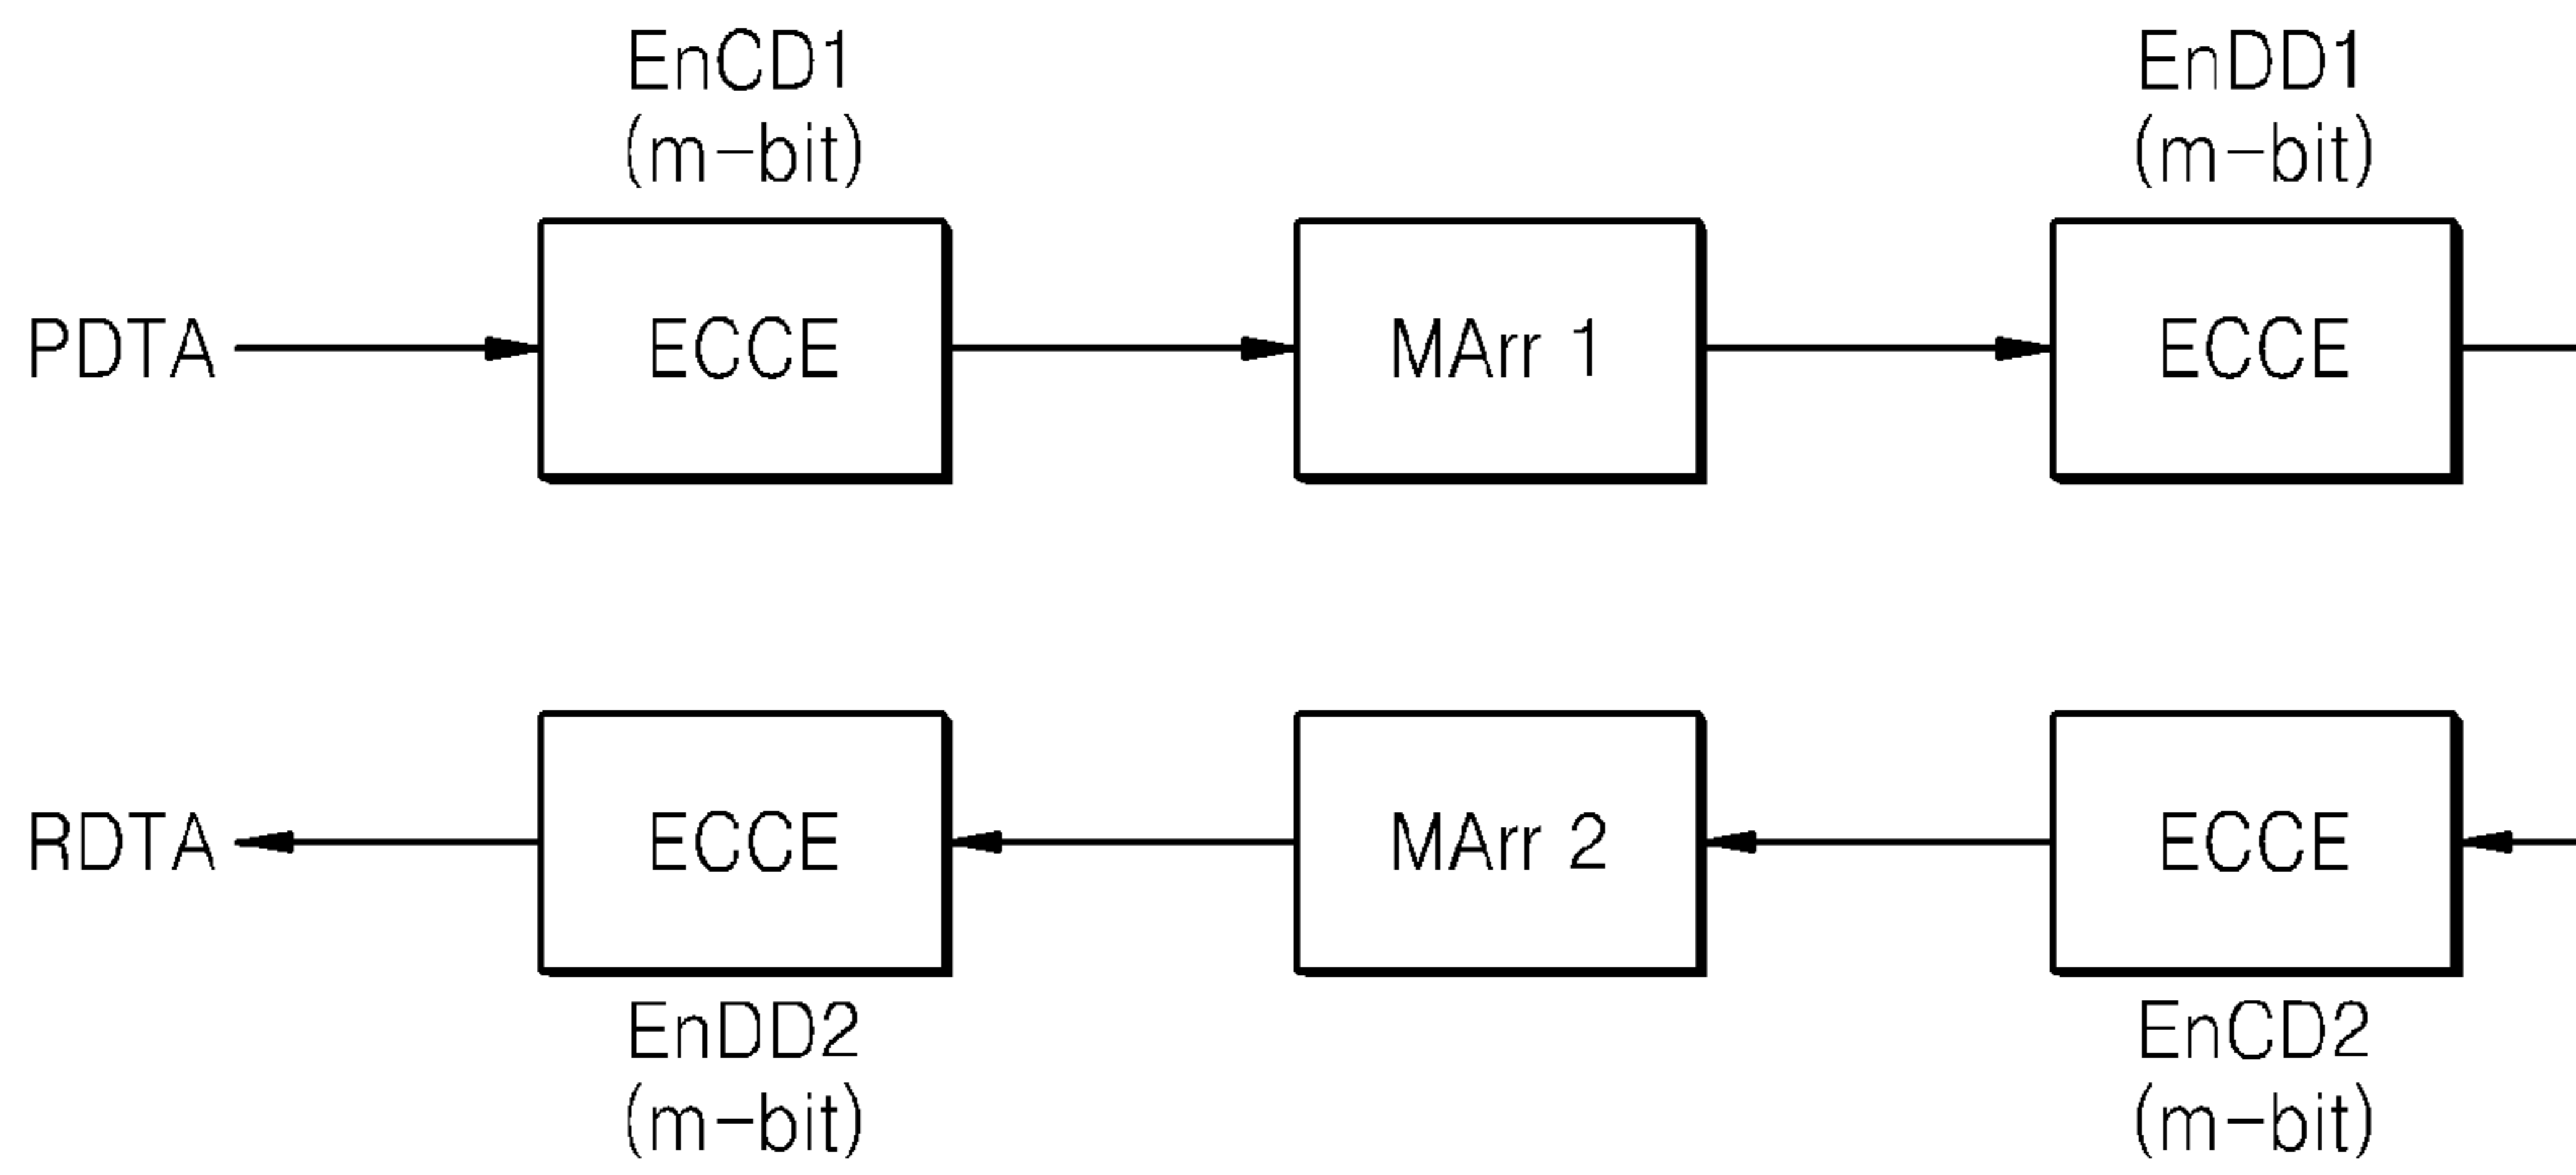 EnCD1
(m-bit)
EnDD1
(m-bit)
PDTA
ECCE
MArr 1
ECCE
RDTA
ECCE
MArr 2
ECCE
EnDD2
(m-bit)
EnCD2
(m-bit)